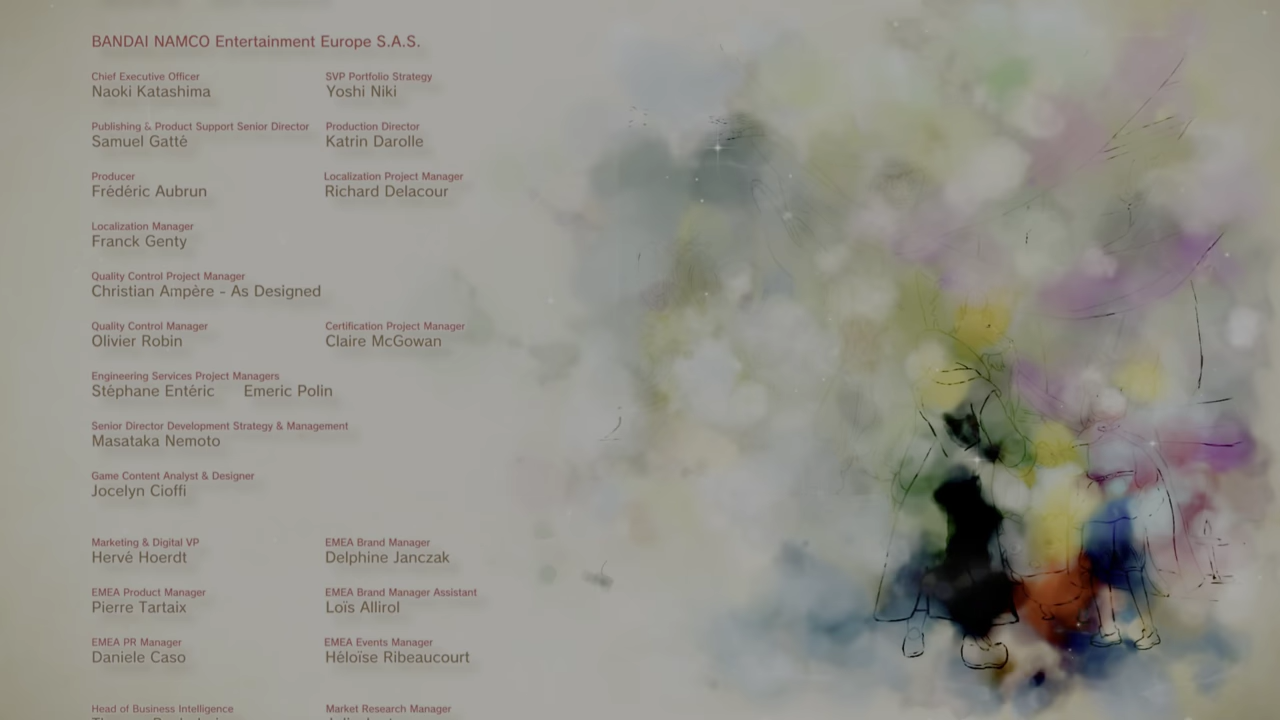 BANDAI NAMCO Entertainment Europe S.A.S.
Chief Executive Officer
Naoki Katashima
SVP Portfolio Strategy
Yoshi Niki
Publishing & Product Support Senior Director
Samuel Gatté
Production Director
Katrin Darolle
Producer
Frédéric Aubrun
Localization Project Manager
Richard Delacour
Localization Manager
Franck Genty
Quality Control Project Manager
Christian Ampère - As Designed
Quality Control Manager
Olivier Robin
Certification Project Manager
Claire McGowan
Engineering Services Project Managers
Stéphane Entéric Emeric Polin
Senior Director Development Strategy & Management
Masataka Nemoto
Game Content Analyst & Designer
Jocelyn Cioffi
Marketing & Digital VP
Hervé Hoerdt
EMEA Brand Manager
Delphine Janczak
EMEA Product Manager
Pierre Tartaix
EMEA Brand Manager Assistant
Loïs Allirol
EMEA PR Manager
Daniele Caso
EMEA Events Manager
Héloïse Ribeaucourt
Head of Business Intelligence
Market Research Manager